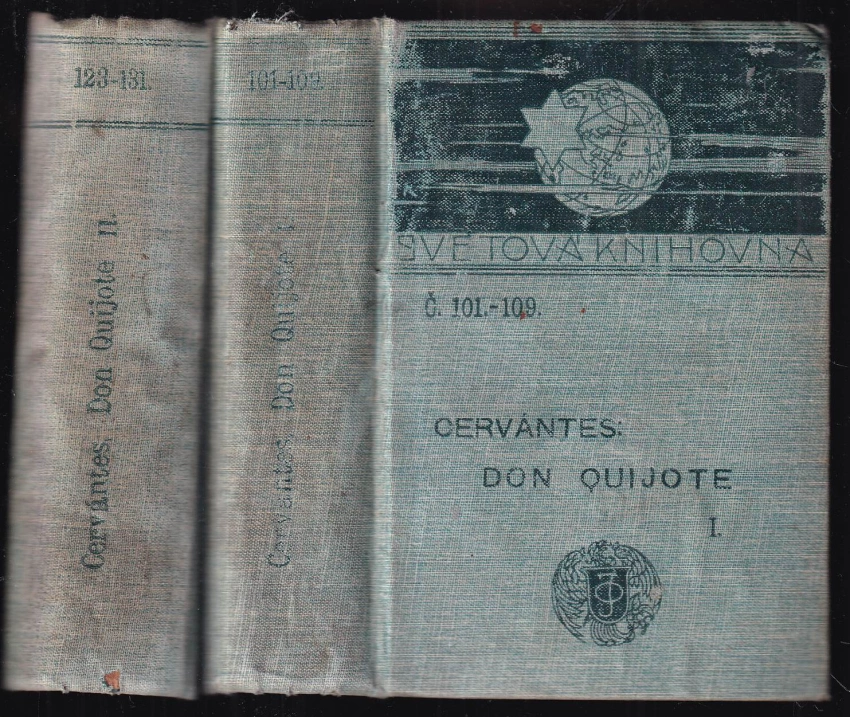 123-131.
Cervántes, Don Quijote II.
101-109.
Cervántes, Don Quijote I.
SVĚTOVÁ KNIHOVNA
Č. 101.-109.
CERVÁNTES:
DON QUIJOTE
I.